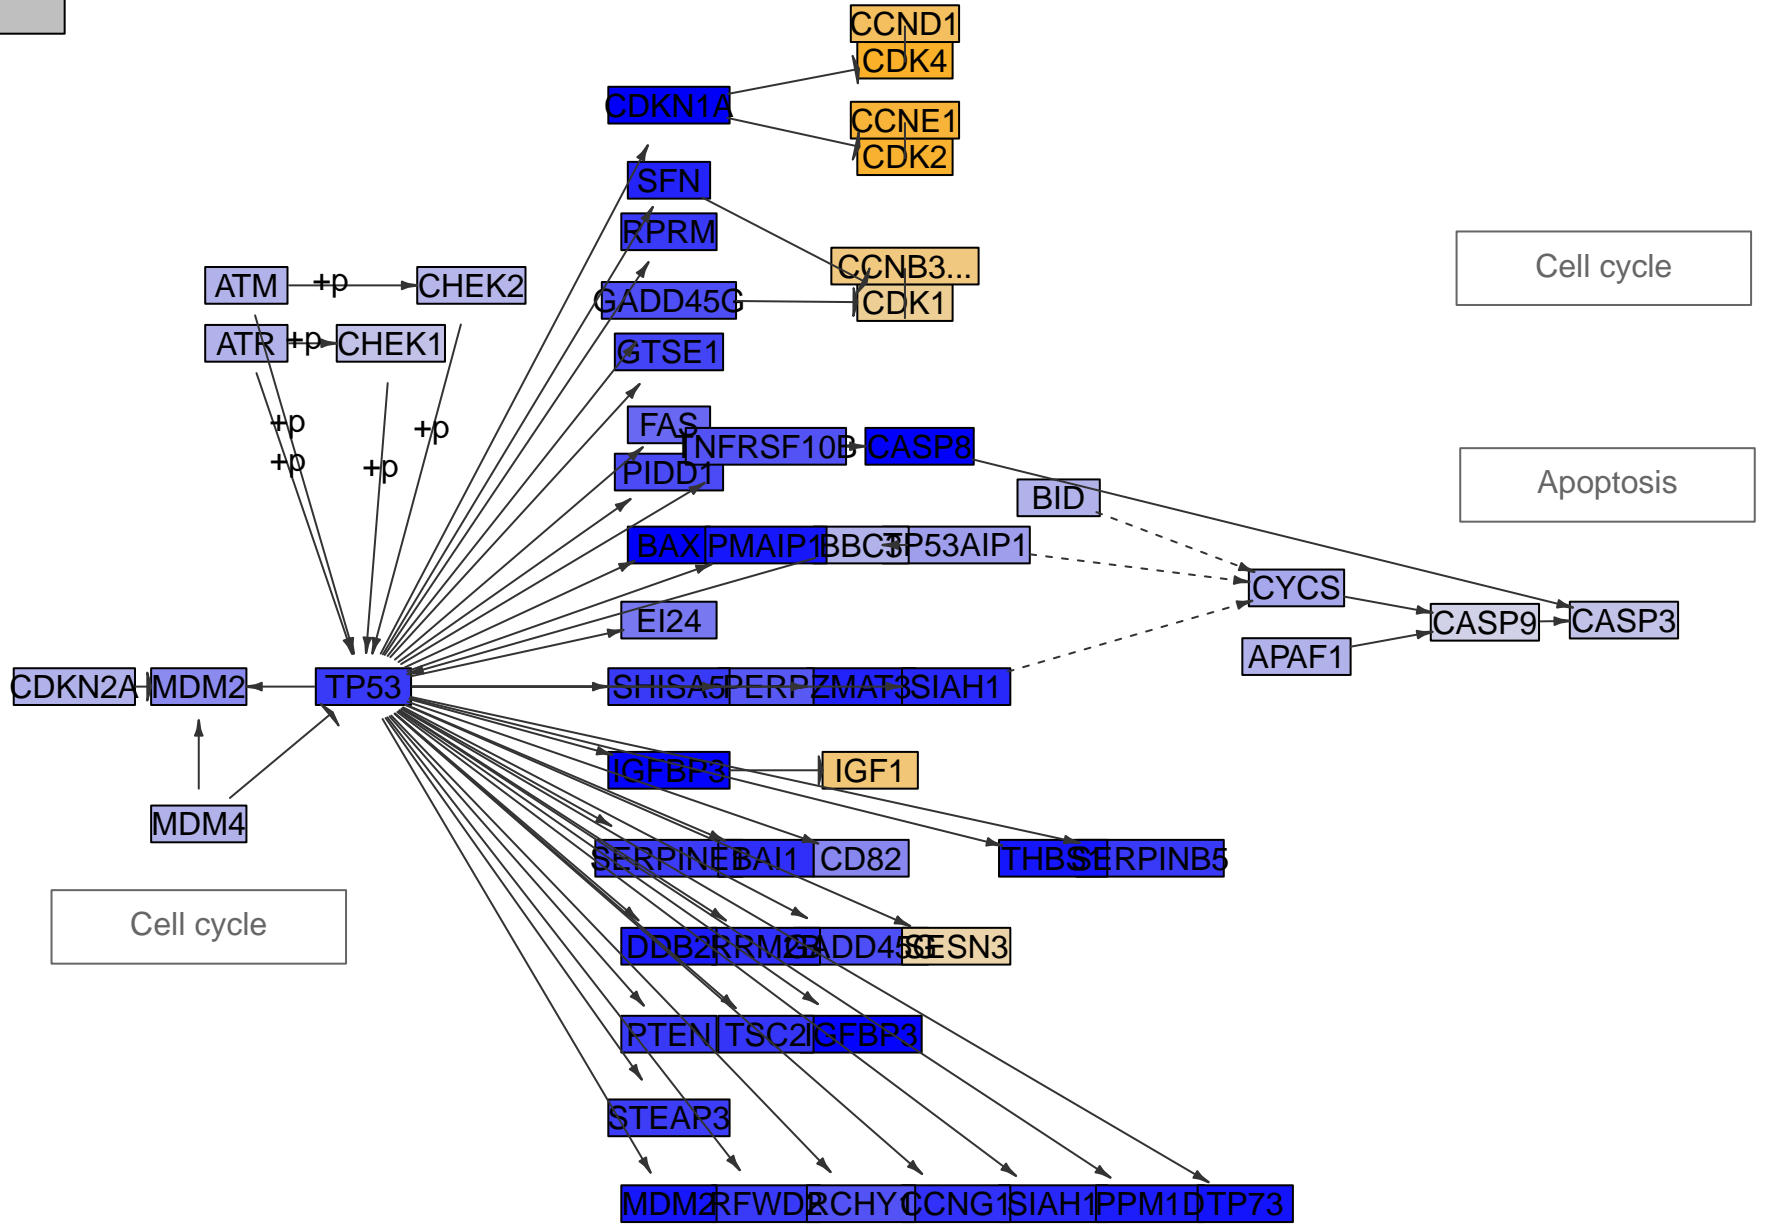 CCND1
CDK4
CDKN1A
CCNE1
CDK2
SFN
RPRM
CCNB3...
Cell cycle
ATM
+p
CHEK2
GADD45G
CDK1
ATR
+p
CHEK1
GTSE1
+p
+p
FAS
TNFRSF10B
CASP8
+p
+p
PIDD1
Apoptosis
BID
BAX
PMAIP1
BBC3
TP53AIP1
CYCS
EI24
CASP9
CASP3
APAF1
CDKN2A
MDM2
TP53
SHISA5
PERP
ZMAT3
SIAH1
IGFBP3
IGF1
MDM4
SERPINE1
BAI1
CD82
THBS1
SERPINB5
Cell cycle
DDB2
RRM2B
GADD45G
SESN3
PTEN
TSC2
IGFBP3
STEAP3
MDM2
RFWD2
RCHY1
CCNG1
SIAH1
PPM1D
TP73